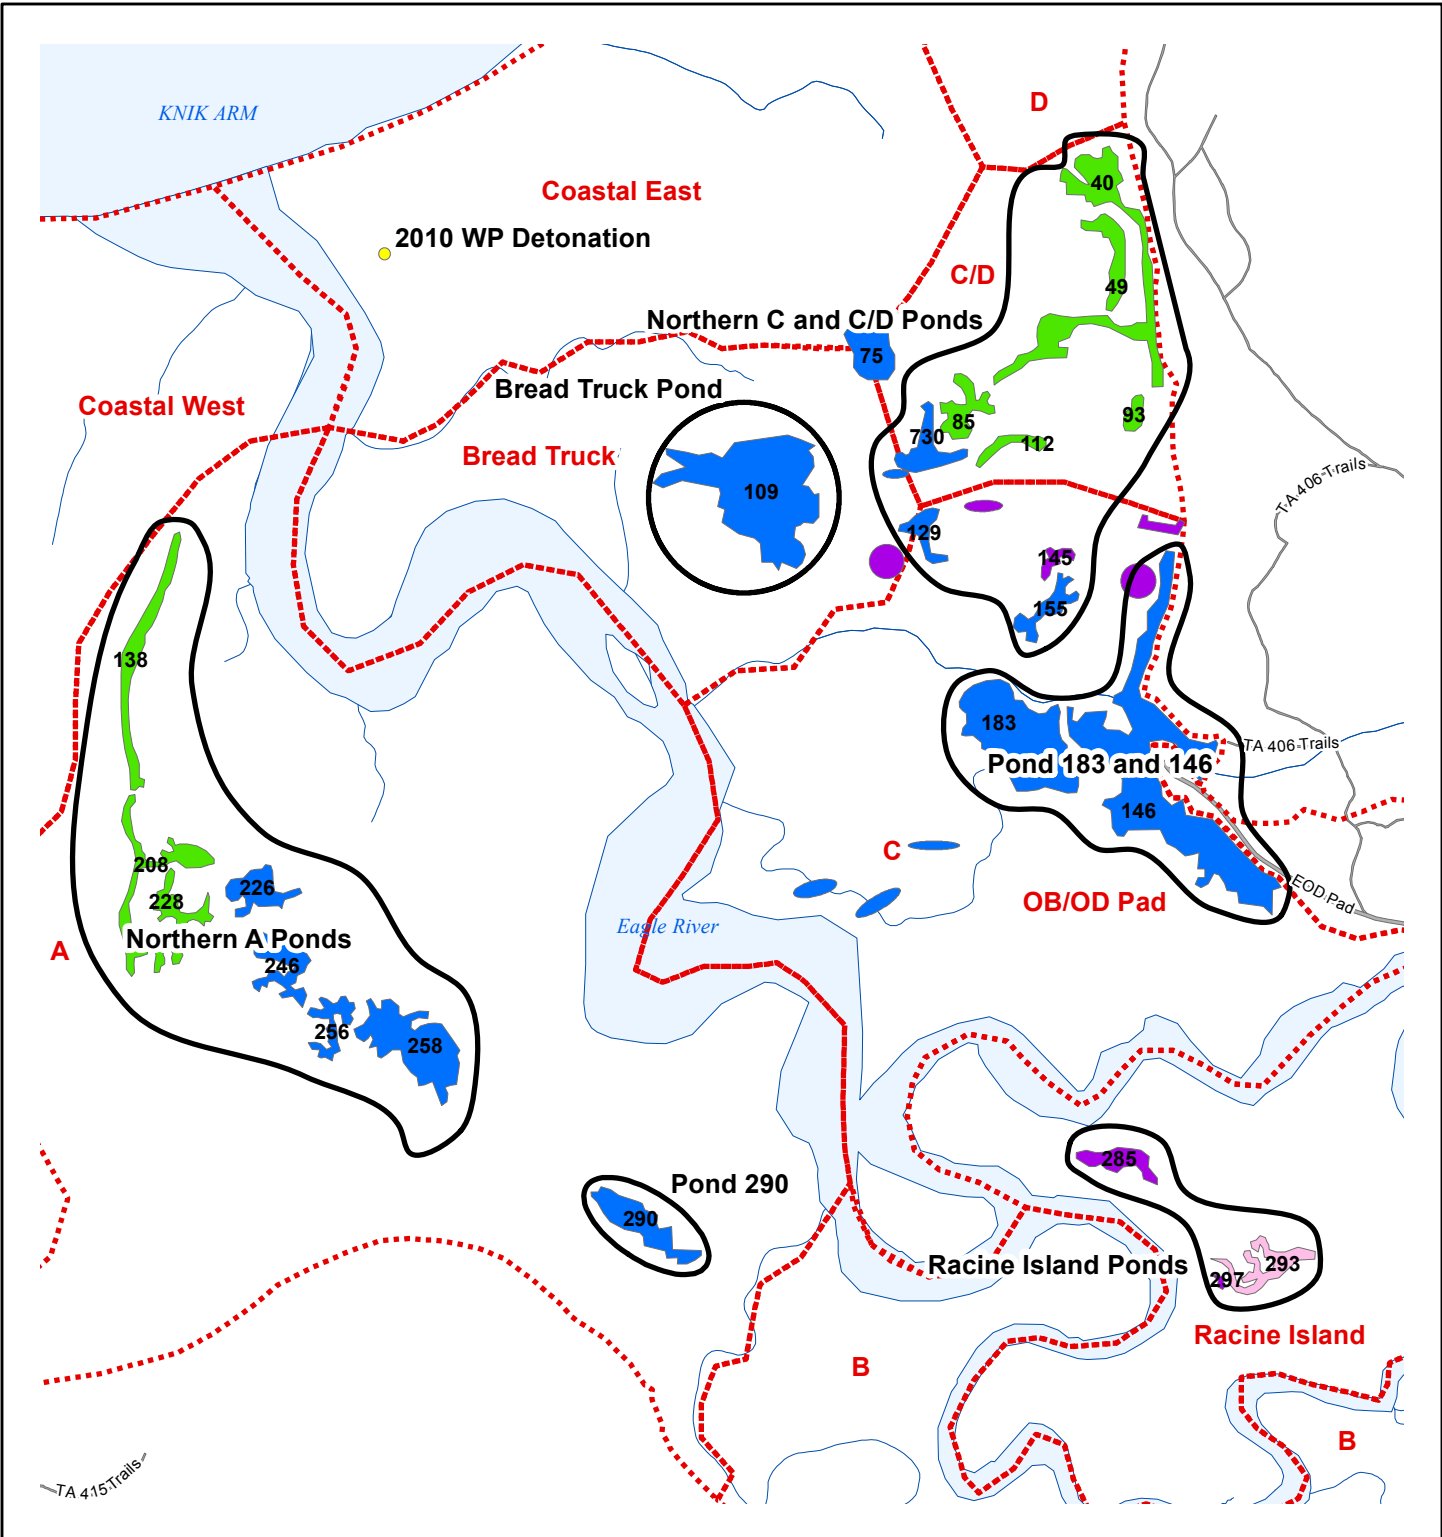 D
KNIK ARM
40
Coastal East
2010 WP Detonation
C/D
49
Northern C and C/D Ponds
75
Bread Truck Pond
Coastal West
93
85
730
112
Bread Truck
TA 406 Trails
109
129
145
155
138
183
TA 406 Trails
Pond 183 and 146
146
C
208
226
228
EOD Pad
OB/OD Pad
Eagle River
Northern A Ponds
A
246
256
258
285
Pond 290
290
Racine Island Ponds
293
297
Racine Island
B
B
TA 415 Trails